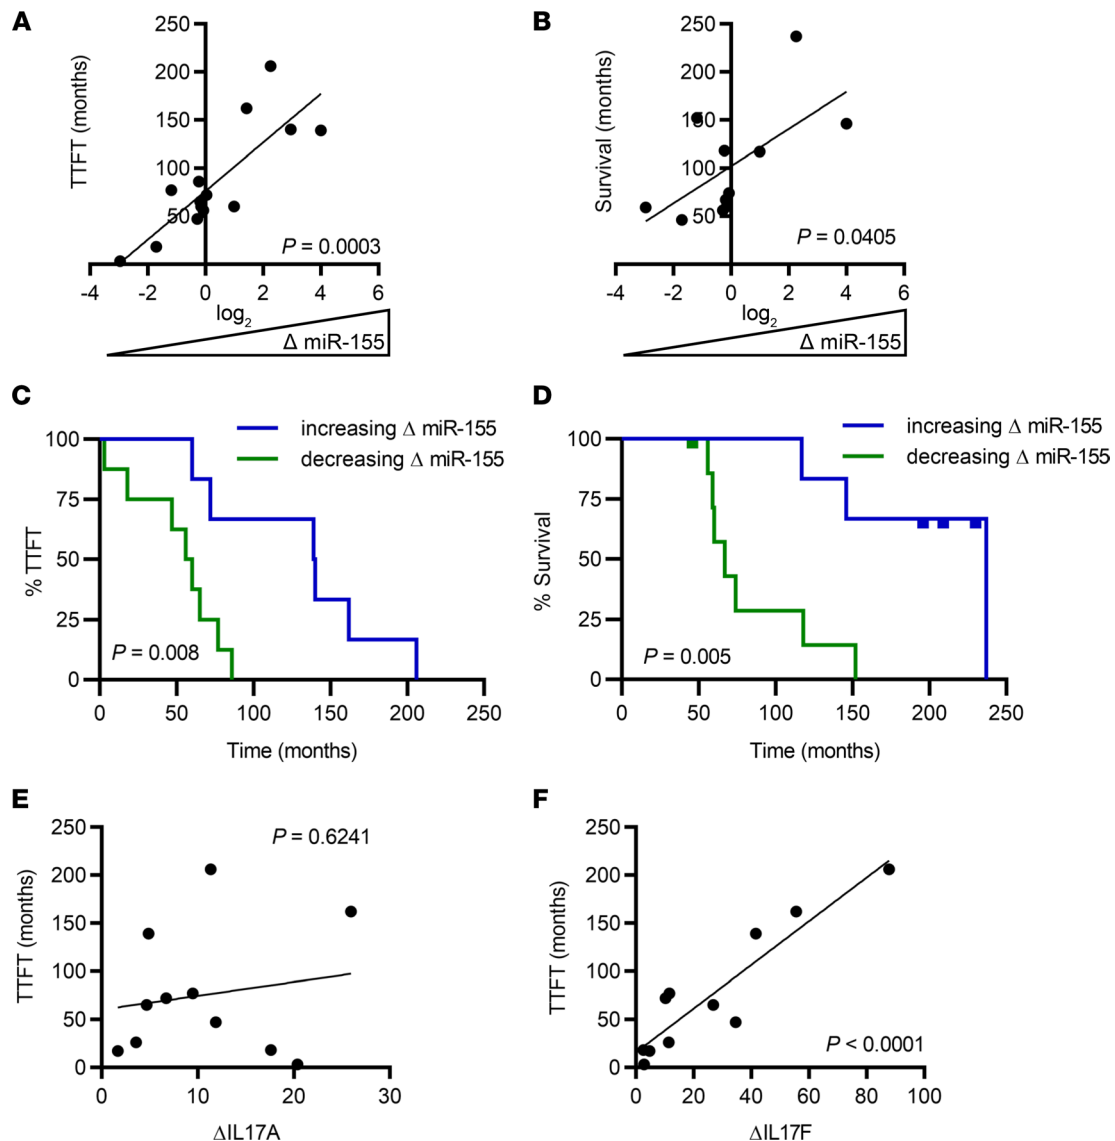 A
TTFT (months)
250
200
150
100
50
P = 0.0003
-4 -2 0 2 4 6
log2
Δ miR-155
B
Survival (months)
250
200
150
100
50
P = 0.0405
-4 -2 0 2 4 6
log2
Δ miR-155
C
increasing Δ miR-155
decreasing Δ miR-155
% TTFT
100
75
50
25
0
P = 0.008
0 50 100 150 200 250
Time (months)
D
increasing Δ miR-155
decreasing Δ miR-155
% Survival
100
75
50
25
0
P = 0.005
0 50 100 150 200 250
Time (months)
E
TTFT (months)
250
200
150
100
50
0
P = 0.6241
0 10 20 30
ΔIL17A
F
TTFT (months)
250
200
150
100
50
0
P < 0.0001
0 20 40 60 80 100
ΔIL17F